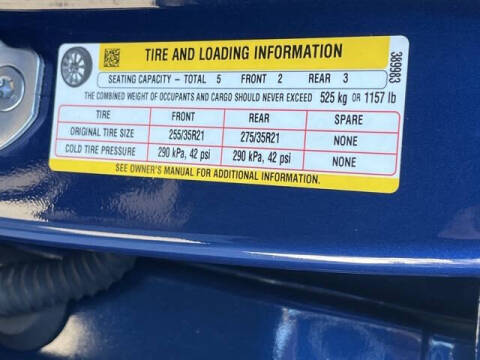 TIRE AND LOADING INFORMATION
SEATING CAPACITY – TOTAL 5 FRONT 2 REAR 3
THE COMBINED WEIGHT OF OCCUPANTS AND CARGO SHOULD NEVER EXCEED 525 kg OR 1157 lb
TIRE FRONT REAR SPARE
ORIGINAL TIRE SIZE 255/35R21 275/35R21 NONE
COLD TIRE PRESSURE 290 kPa, 42 psi 290 kPa, 42 psi NONE
SEE OWNER'S MANUAL FOR ADDITIONAL INFORMATION.
389983